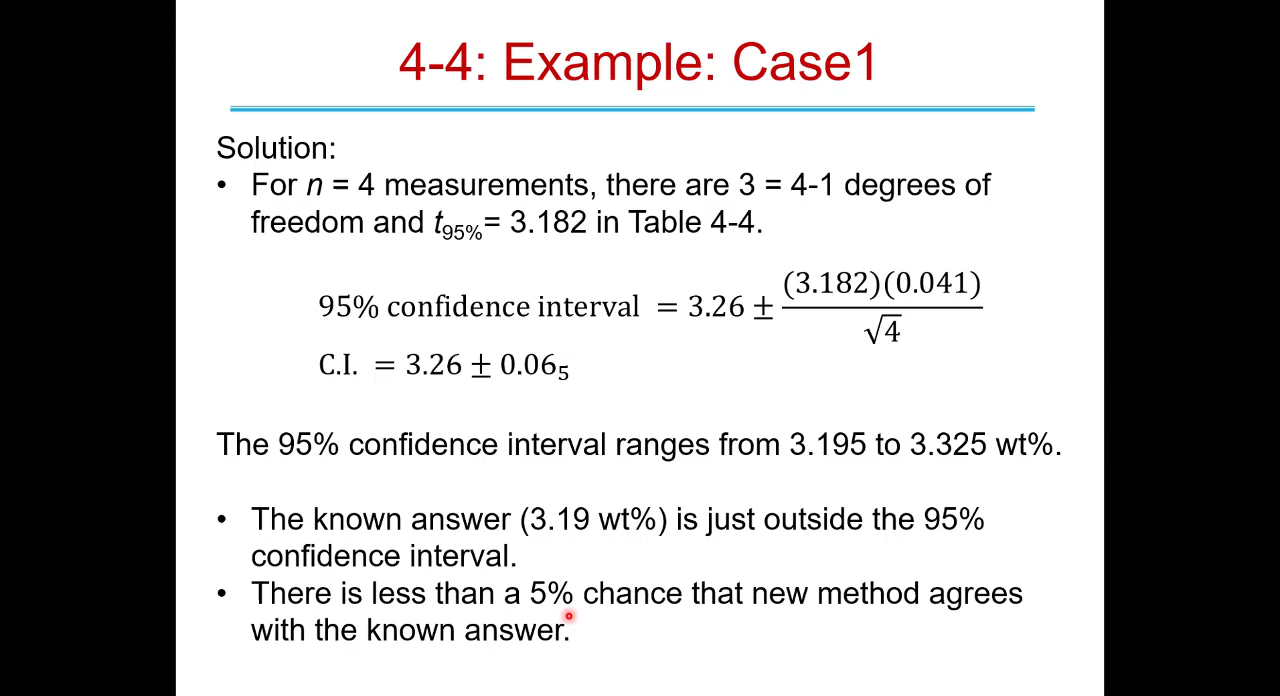 4-4: Example: Case1
Solution:
• For n = 4 measurements, there are 3 = 4-1 degrees of
freedom and t95%= 3.182 in Table 4-4.
95% confidence interval = 3.26 ± (3.182)(0.041) / √4
C.I. = 3.26 ± 0.06₅
The 95% confidence interval ranges from 3.195 to 3.325 wt%.
• The known answer (3.19 wt%) is just outside the 95%
confidence interval.
• There is less than a 5% chance that new method agrees
with the known answer.